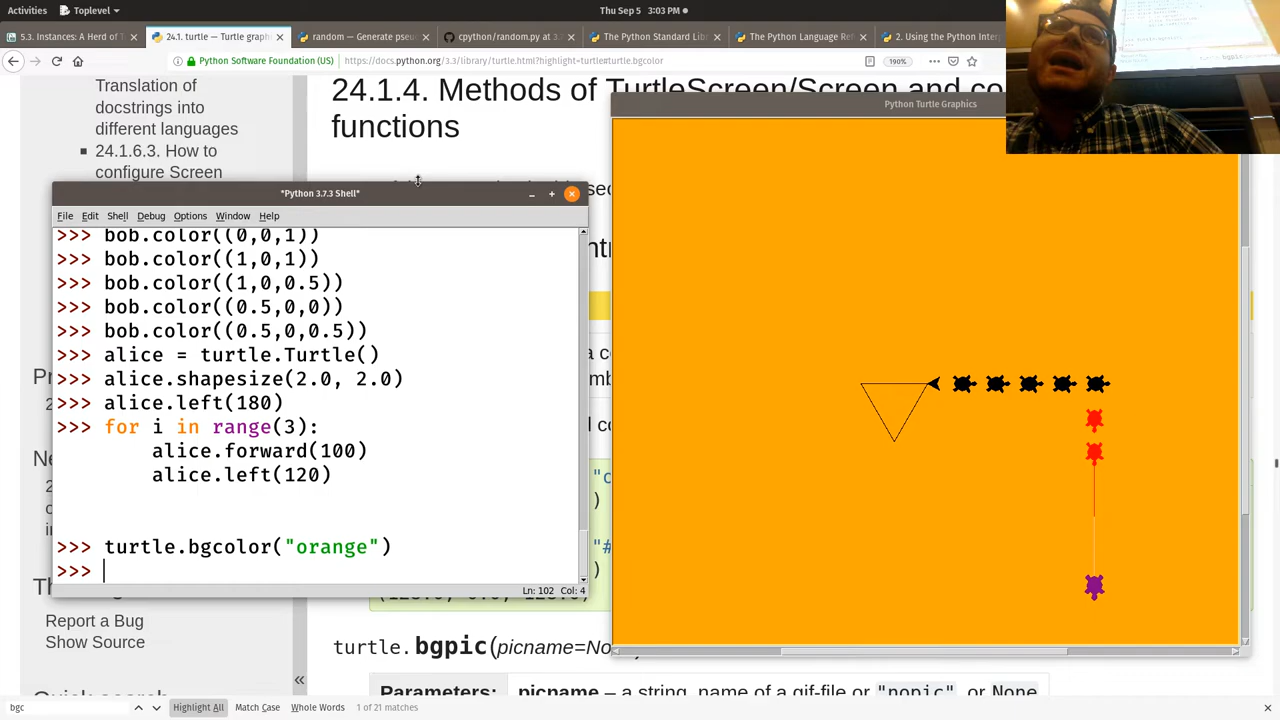 Activities Toplevel Thu Sep 5 3:03 PM
5.3. Instances: A Herd of T 24.1. turtle — Turtle graph random — Generate pseu cpython/random.py at 3. The Python Standard Lib The Python Language Re 2. Using the Python Inter
Python Software Foundation (US) https://docs.python.org/3.3/library/turtle.html?highlight=turtle#turtle.bgcolor 190%
Translation of
docstrings into
different languages
24.1.6.3. How to
configure Screen
24.1.4. Methods of TurtleScreen/Screen and co
functions
Python Turtle Graphics
*Python 3.7.3 Shell*
File Edit Shell Debug Options Window Help
>>> bob.color((0,0,1))
>>> bob.color((1,0,1))
>>> bob.color((1,0,0.5))
>>> bob.color((0.5,0,0))
>>> bob.color((0.5,0,0.5))
>>> alice = turtle.Turtle()
>>> alice.shapesize(2.0, 2.0)
>>> alice.left(180)
>>> for i in range(3):
alice.forward(100)
alice.left(120)
>>> turtle.bgcolor("orange")
>>>
Ln: 102 Col: 4
Report a Bug
Show Source
turtle.bgpic(picname=No
Parameters: picname – a string, name of a gif-file or "nopic", or None
bgc Highlight All Match Case Whole Words 1 of 21 matches